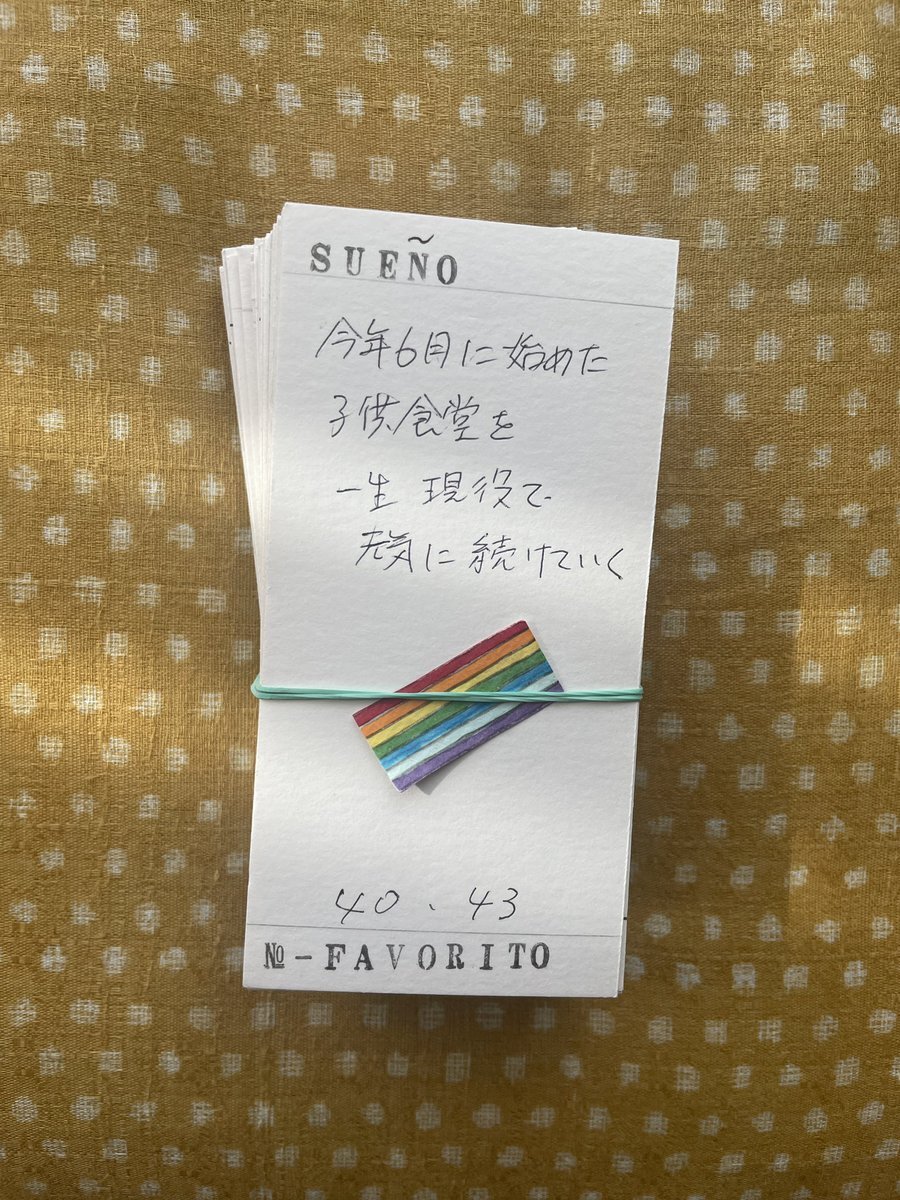 SUEÑO
今年6月に始めた
子供食堂を
一生 現役で
元気に続けていく
40、43
№-FAVORITO